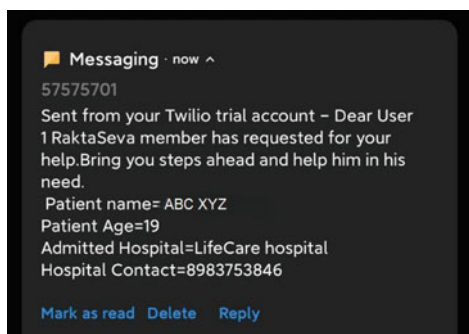 Messaging · now ^
57575701
Sent from your Twilio trial account – Dear User
1 RaktaSeva member has requested for your
help.Bring you steps ahead and help him in his
need.
Patient name= ABC XYZ
Patient Age=19
Admitted Hospital=LifeCare hospital
Hospital Contact=8983753846
Mark as read Delete Reply